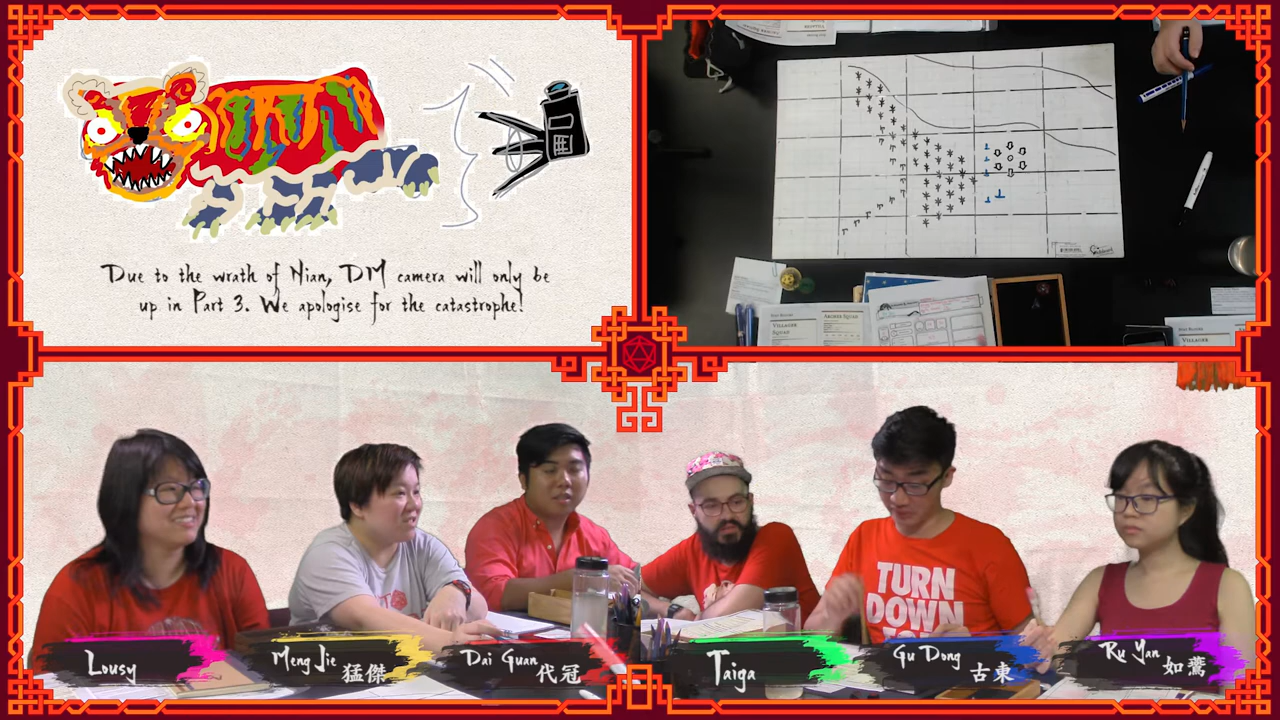 Due to the wrath of Nian, DM camera will only be
up in Part 3. We apologise for the catastrophe!
VILLAGER
SQUAD
ARCHER SQUAD
VILLAGER
TURN
DOWN
FOR
Lousy
Meng Jie
猛傑
Dai Guan
代冠
Taiga
Gu Dong
古東
Ru Yan
如鷰